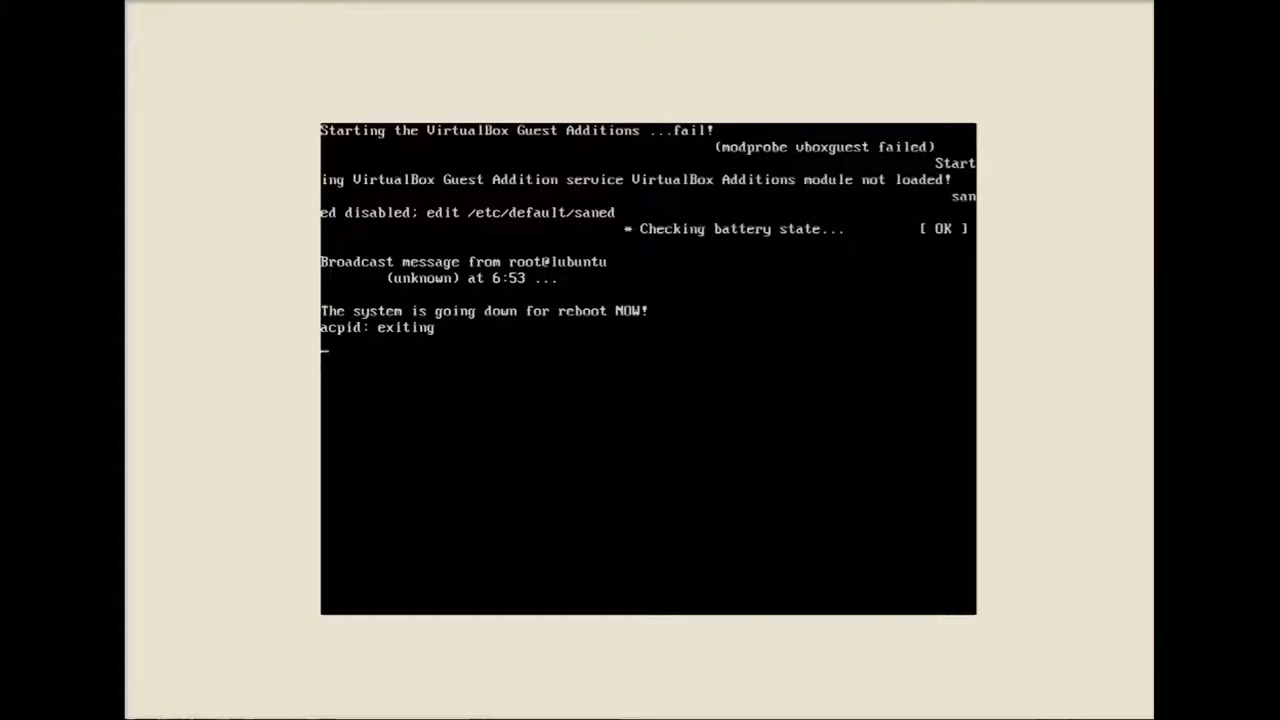 Starting the VirtualBox Guest Additions ...fail!
(modprobe vboxguest failed)
Start
ing VirtualBox Guest Addition service VirtualBox Additions module not loaded!
san
ed disabled; edit /etc/default/saned
* Checking battery state... [ OK ]
Broadcast message from root@lubuntu
(unknown) at 6:53 ...
The system is going down for reboot NOW!
acpid: exiting
_